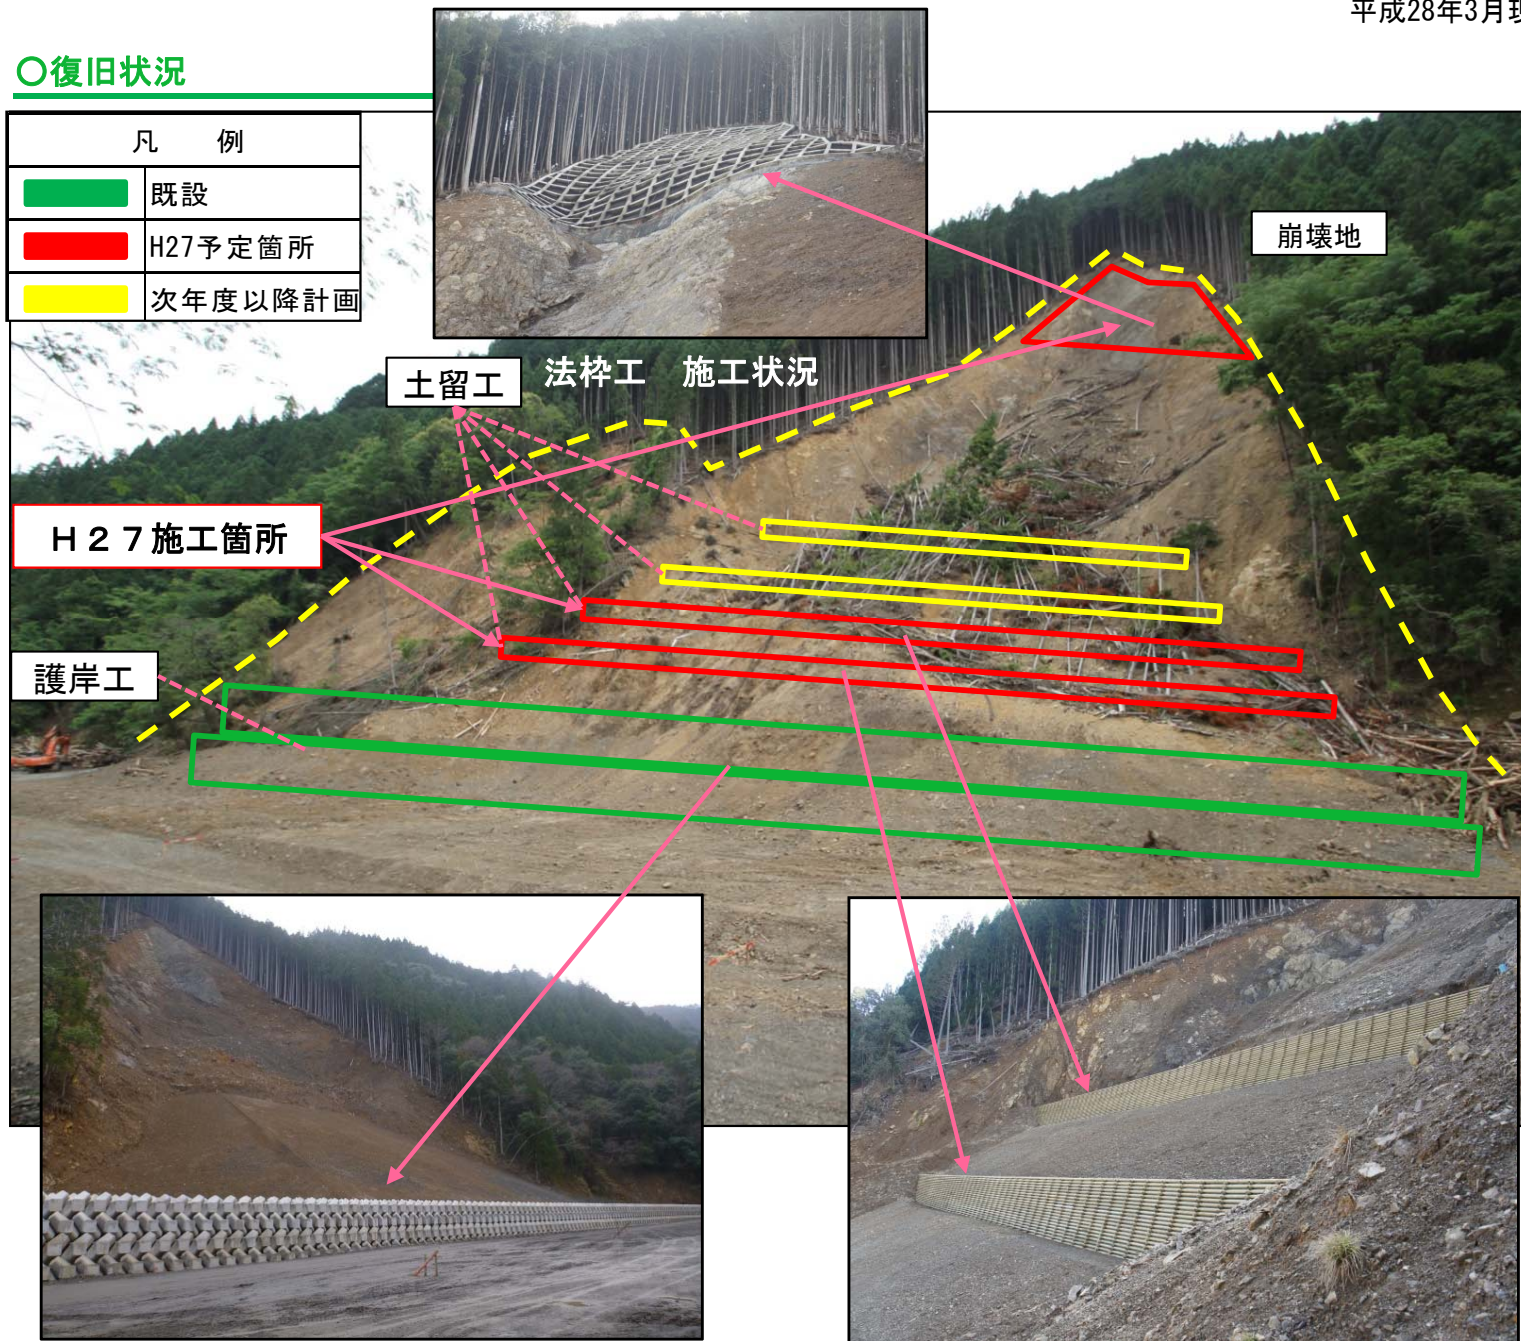 平成28年3月現
○復旧状況
凡　例
既設
H27予定箇所
次年度以降計画
崩壊地
土留工
法枠工　施工状況
H27施工箇所
護岸工